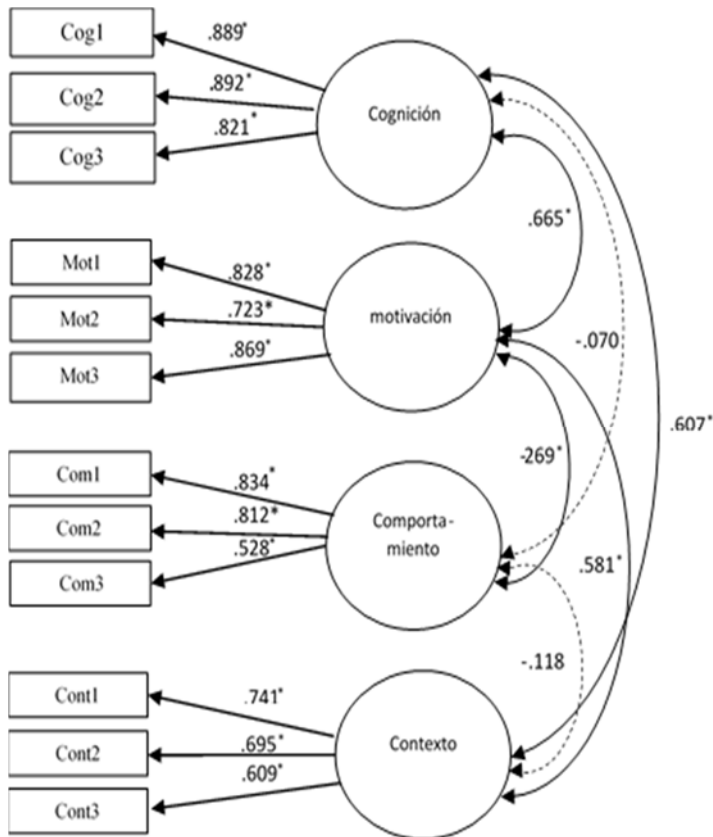 Cog1
.889*
Cog2
.892*
Cognición
.821*
Cog3
.665*
Mot1
.828*
Mot2
.723*
motivación
-.070
Mot3
.869*
.607*
Com1
.834*
-269*
Com2
.812*
Comporta-
miento
.528*
Com3
.581*
-.118
Cont1
.741*
Cont2
.695*
Contexto
.609*
Cont3